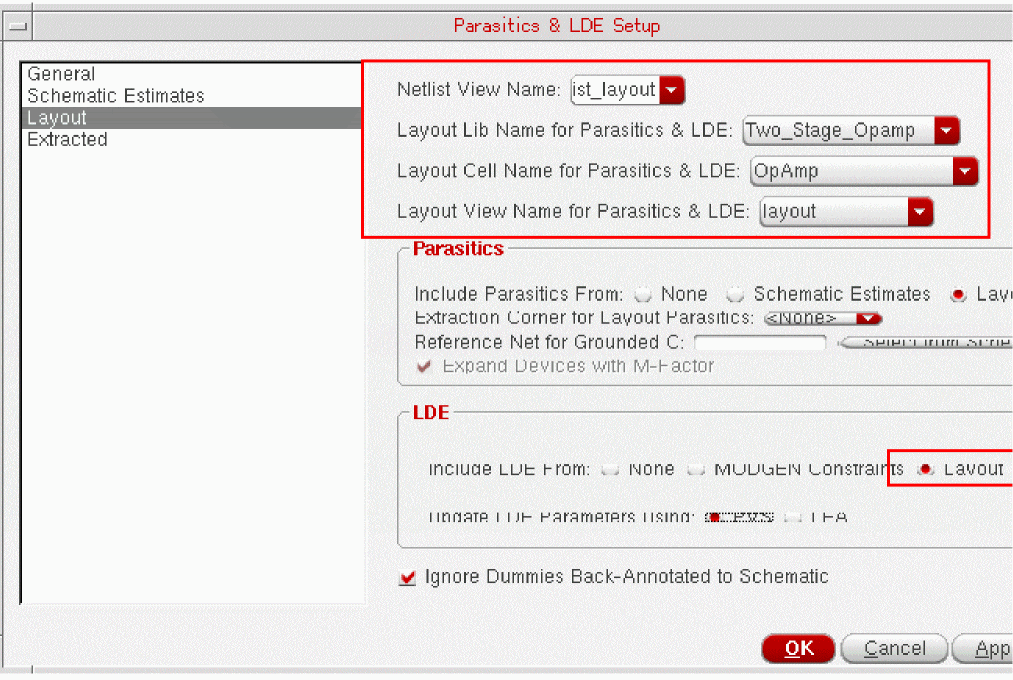 Parasitics & LDE Setup
General
Schematic Estimates
Layout
Extracted
Netlist View Name: ist_layout
Layout Lib Name for Parasitics & LDE: Two_Stage_Opamp
Layout Cell Name for Parasitics & LDE: OpAmp
Layout View Name for Parasitics & LDE: layout
Parasitics
Include Parasitics From: None Schematic Estimates Layo
Extraction Corner for Layout Parasitics: <None>
Reference Net for Grounded C: Select from Sche
Expand Devices with M-Factor
LDE
Include LDE From: None MODGEN Constraints Layout
Update LDE Parameters Using: PVS LEA
Ignore Dummies Back-Annotated to Schematic
OK Cancel App